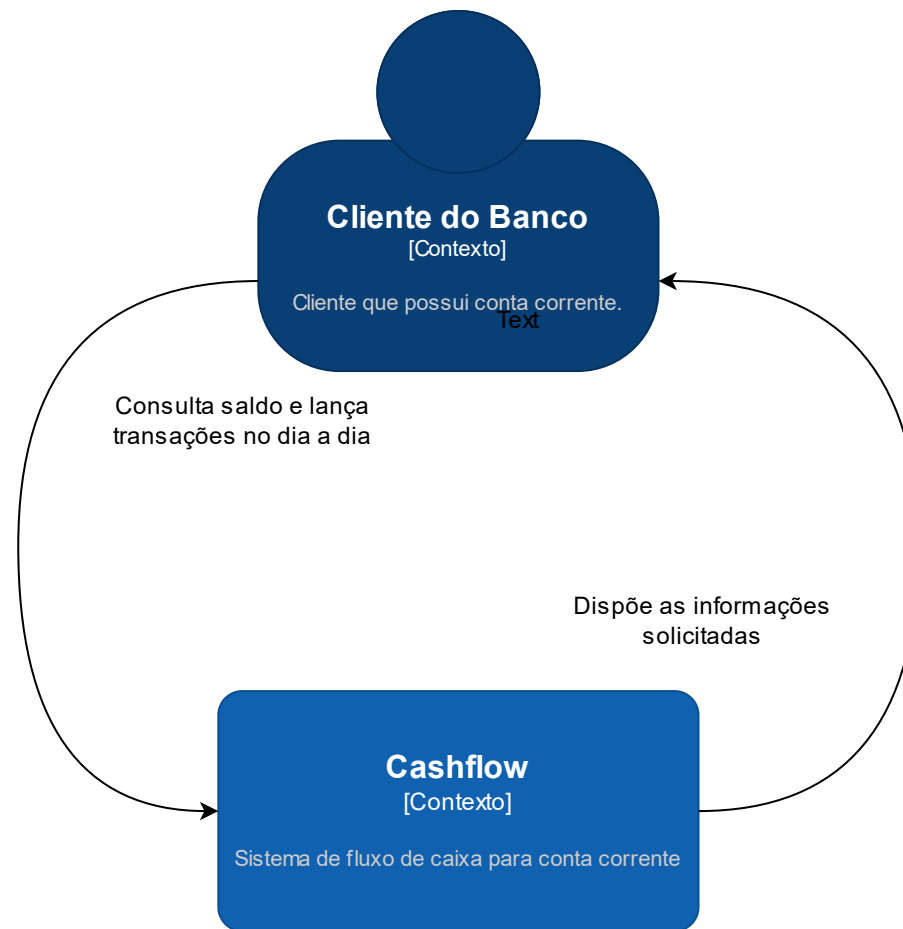 Cliente do Banco
[Contexto]
Cliente que possui conta corrente.
Text
Consulta saldo e lança
transações no dia a dia
Dispõe as informações
solicitadas
Cashflow
[Contexto]
Sistema de fluxo de caixa para conta corrente